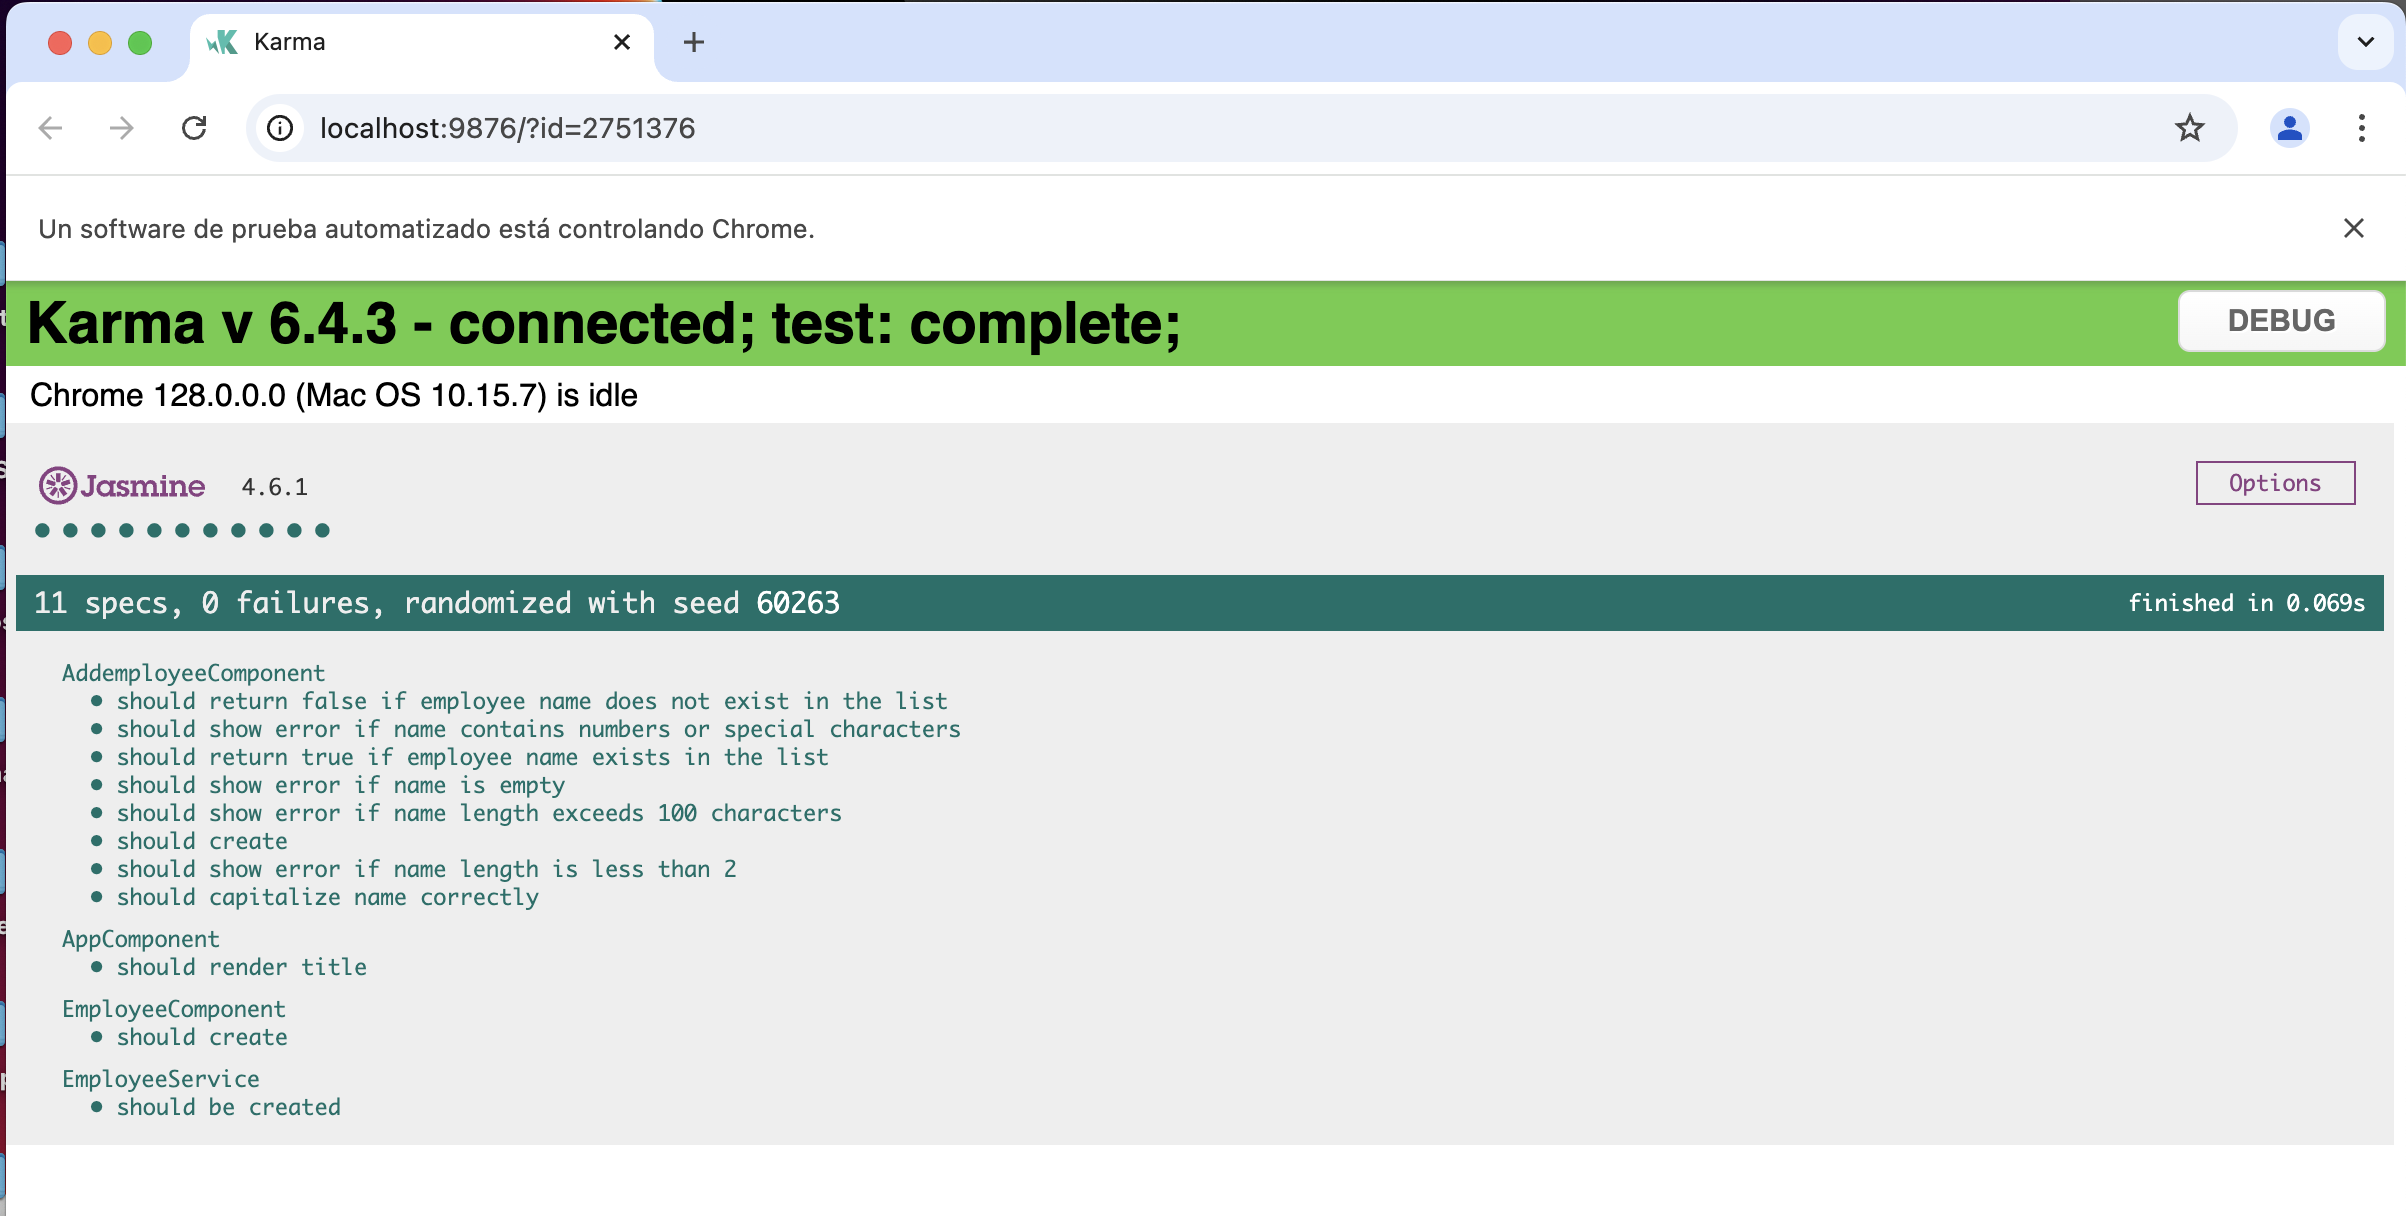 Karma
localhost:9876/?id=2751376
Un software de prueba automatizado está controlando Chrome.
Karma v 6.4.3 - connected; test: complete;
DEBUG
Chrome 128.0.0.0 (Mac OS 10.15.7) is idle
Jasmine 4.6.1
Options
11 specs, 0 failures, randomized with seed 60263
finished in 0.069s
AddemployeeComponent
• should return false if employee name does not exist in the list
• should show error if name contains numbers or special characters
• should return true if employee name exists in the list
• should show error if name is empty
• should show error if name length exceeds 100 characters
• should create
• should show error if name length is less than 2
• should capitalize name correctly
AppComponent
• should render title
EmployeeComponent
• should create
EmployeeService
• should be created